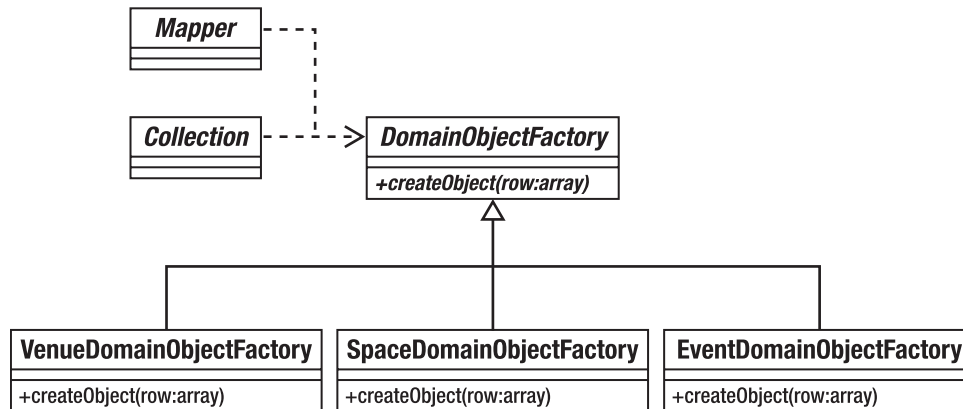 Mapper
Collection
DomainObjectFactory
+createObject(row:array)
VenueDomainObjectFactory
+createObject(row:array)
SpaceDomainObjectFactory
+createObject(row:array)
EventDomainObjectFactory
+createObject(row:array)